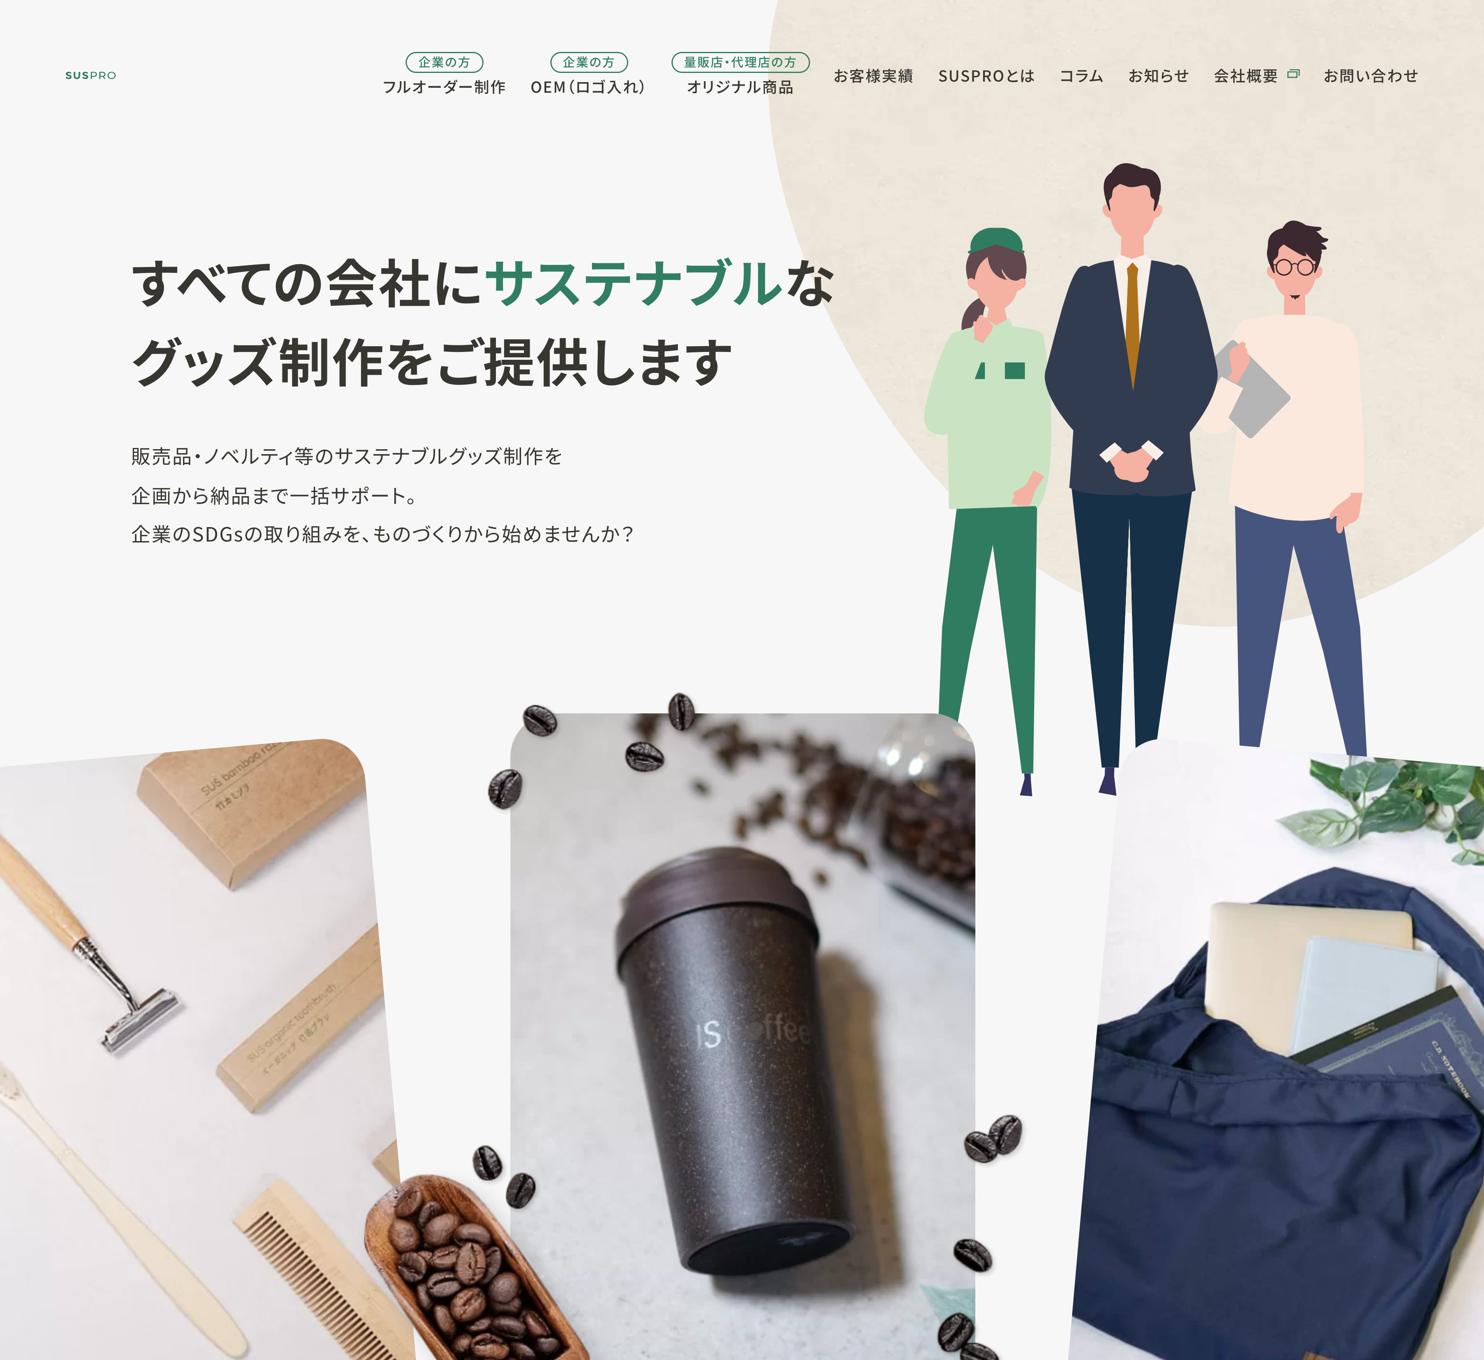 SUSPRO
企業の方
フルオーダー制作
企業の方
OEM（ロゴ入れ）
量販店・代理店の方
オリジナル商品
お客様実績
SUSPROとは
コラム
お知らせ
会社概要
お問い合わせ
すべての会社にサステナブルな
グッズ制作をご提供します
販売品・ノベルティ等のサステナブルグッズ制作を
企画から納品まで一括サポート。
企業のSDGsの取り組みを、ものづくりから始めませんか？
SUS bamboo razor
竹カミソリ
SUS organic toothbrush
オーガニック 竹歯ブラシ
C.D. NOTEBOOK